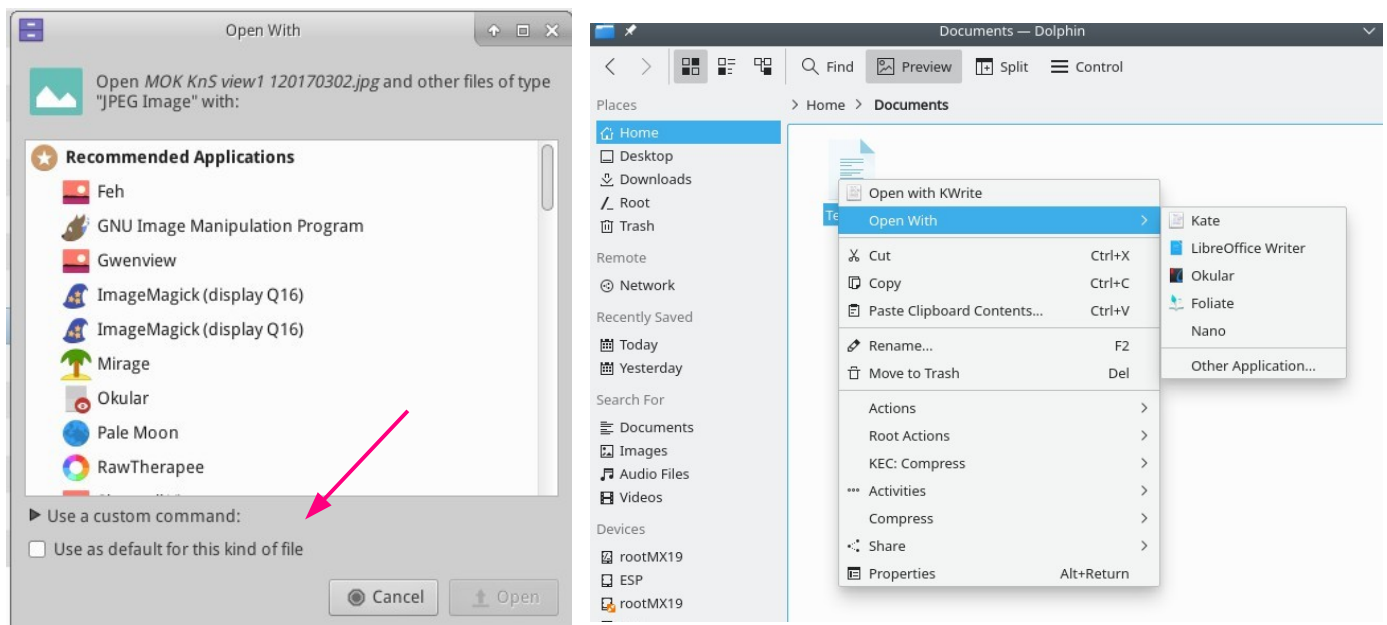 Open With
Open MOK KnS view1 120170302.jpg and other files of type
"JPEG Image" with:
Recommended Applications
Feh
GNU Image Manipulation Program
Gwenview
ImageMagick (display Q16)
ImageMagick (display Q16)
Mirage
Okular
Pale Moon
RawTherapee
Use a custom command:
Use as default for this kind of file
Cancel
Open
Documents — Dolphin
Find
Preview
Split
Control
Places
> Home > Documents
Home
Desktop
Downloads
Root
Trash
Remote
Network
Recently Saved
Today
Yesterday
Search For
Documents
Images
Audio Files
Videos
Devices
rootMX19
ESP
rootMX19
Te
Open with KWrite
Open With
Cut Ctrl+X
Copy Ctrl+C
Paste Clipboard Contents... Ctrl+V
Rename... F2
Move to Trash Del
Actions
Root Actions
KEC: Compress
Activities
Compress
Share
Properties Alt+Return
Kate
LibreOffice Writer
Okular
Foliate
Nano
Other Application...